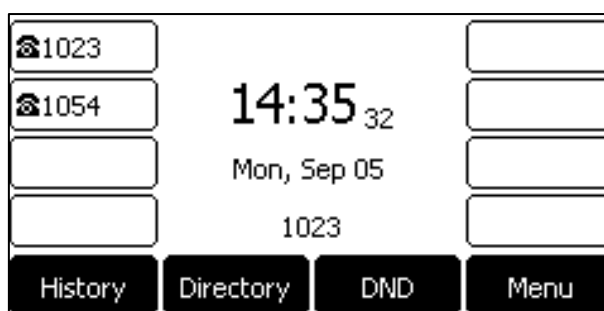 ☎1023
☎1054
14:35 32
Mon, Sep 05
1023
History Directory DND Menu